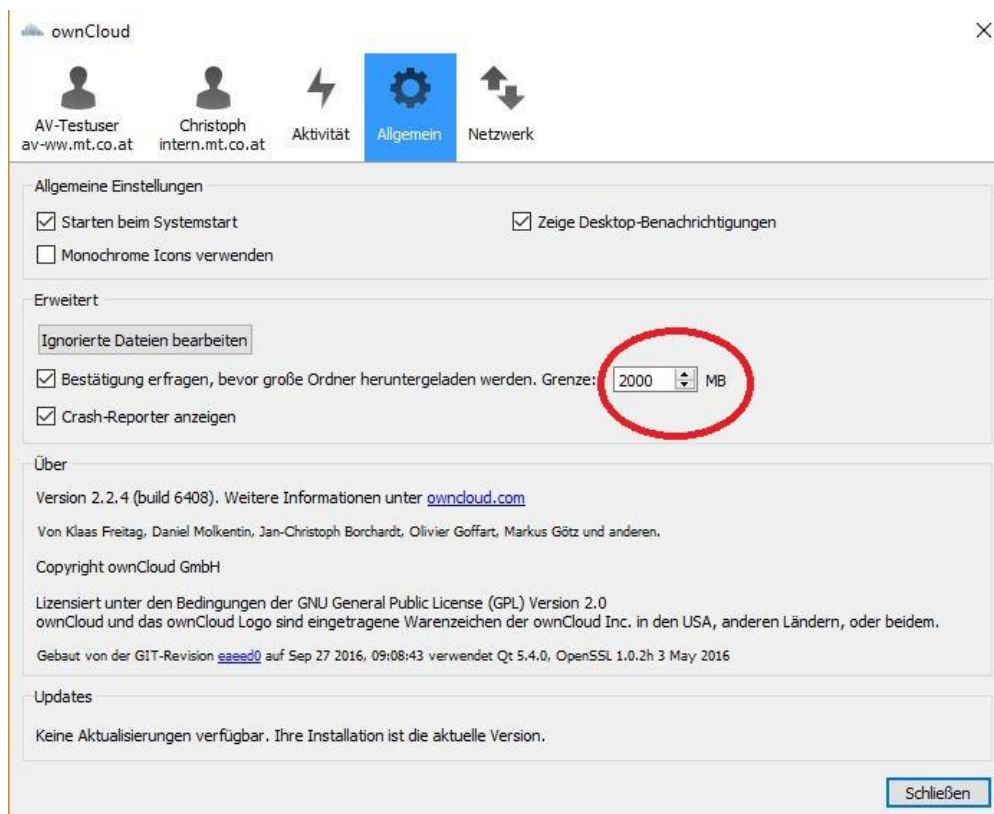 ownCloud
AV-Testuser
av-ww.mt.co.at
Christoph
intern.mt.co.at
Aktivität
Allgemein
Netzwerk
Allgemeine Einstellungen
Starten beim Systemstart
Zeige Desktop-Benachrichtigungen
Monochrome Icons verwenden
Erweitert
Ignorierte Dateien bearbeiten
Bestätigung erfragen, bevor große Ordner heruntergeladen werden. Grenze: 2000 MB
Crash-Reporter anzeigen
Über
Version 2.2.4 (build 6408). Weitere Informationen unter owncloud.com
Von Klaas Freitag, Daniel Molkentin, Jan-Christoph Borchardt, Olivier Goffart, Markus Götz und anderen.
Copyright ownCloud GmbH
Lizensiert unter den Bedingungen der GNU General Public License (GPL) Version 2.0
ownCloud und das ownCloud Logo sind eingetragene Warenzeichen der ownCloud Inc. in den USA, anderen Ländern, oder beidem.
Gebaut von der GIT-Revision eaeed0 auf Sep 27 2016, 09:08:43 verwendet Qt 5.4.0, OpenSSL 1.0.2h 3 May 2016
Updates
Keine Aktualisierungen verfügbar. Ihre Installation ist die aktuelle Version.
Schließen